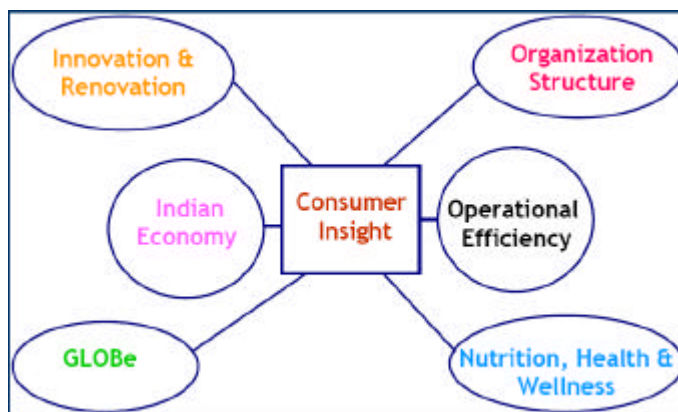 Innovation &
Renovation
Organization
Structure
Indian
Economy
Consumer
Insight
Operational
Efficiency
GLOBe
Nutrition, Health &
Wellness